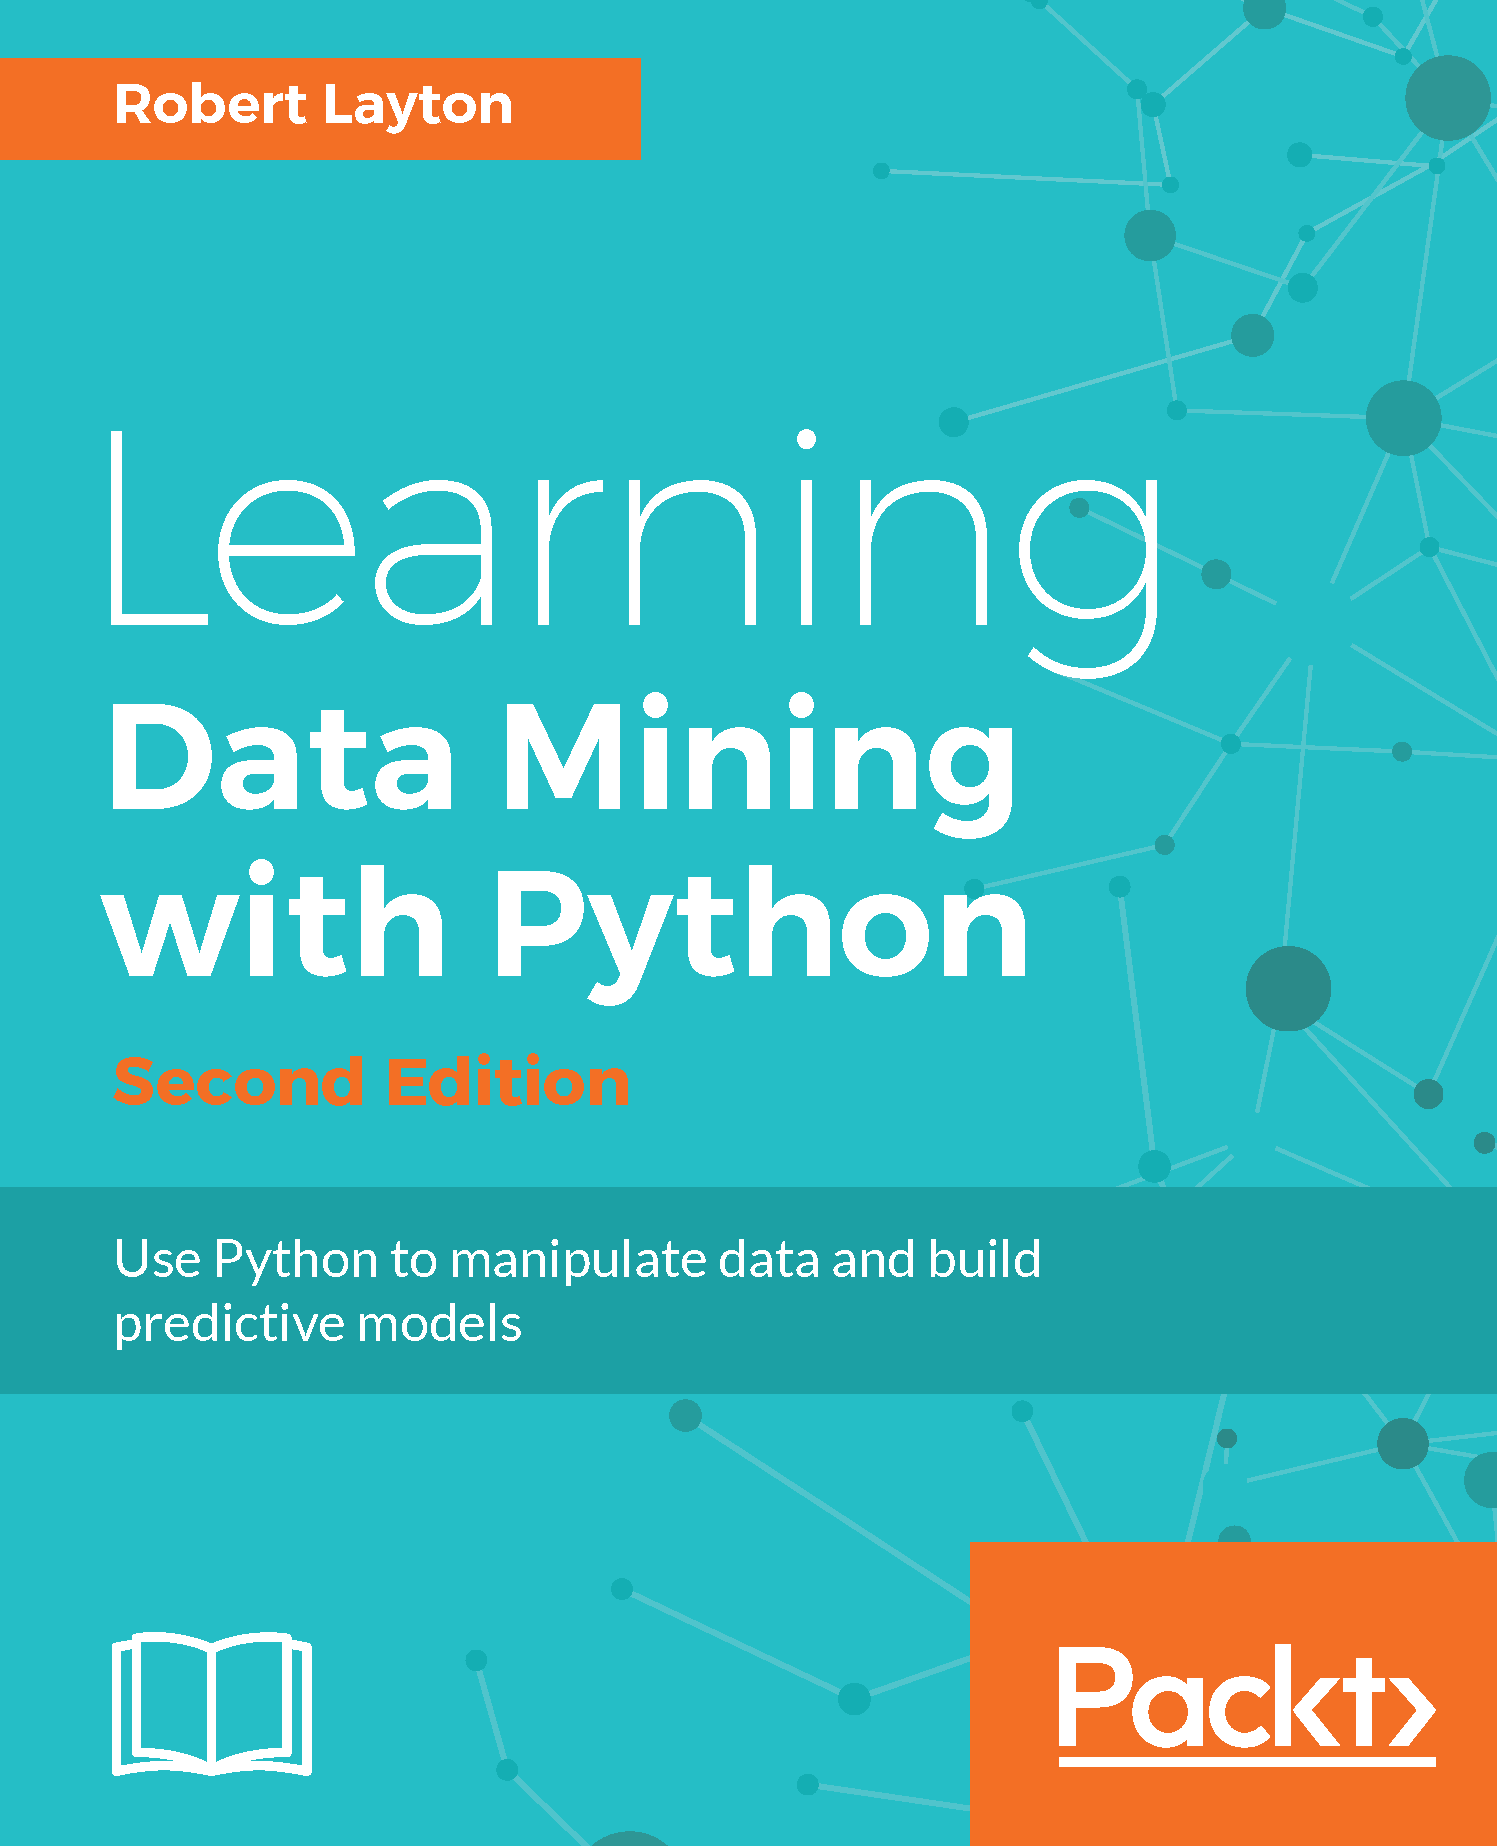 Robert Layton
Learning
Data Mining
with Python
Second Edition
Use Python to manipulate data and build
predictive models
Packt